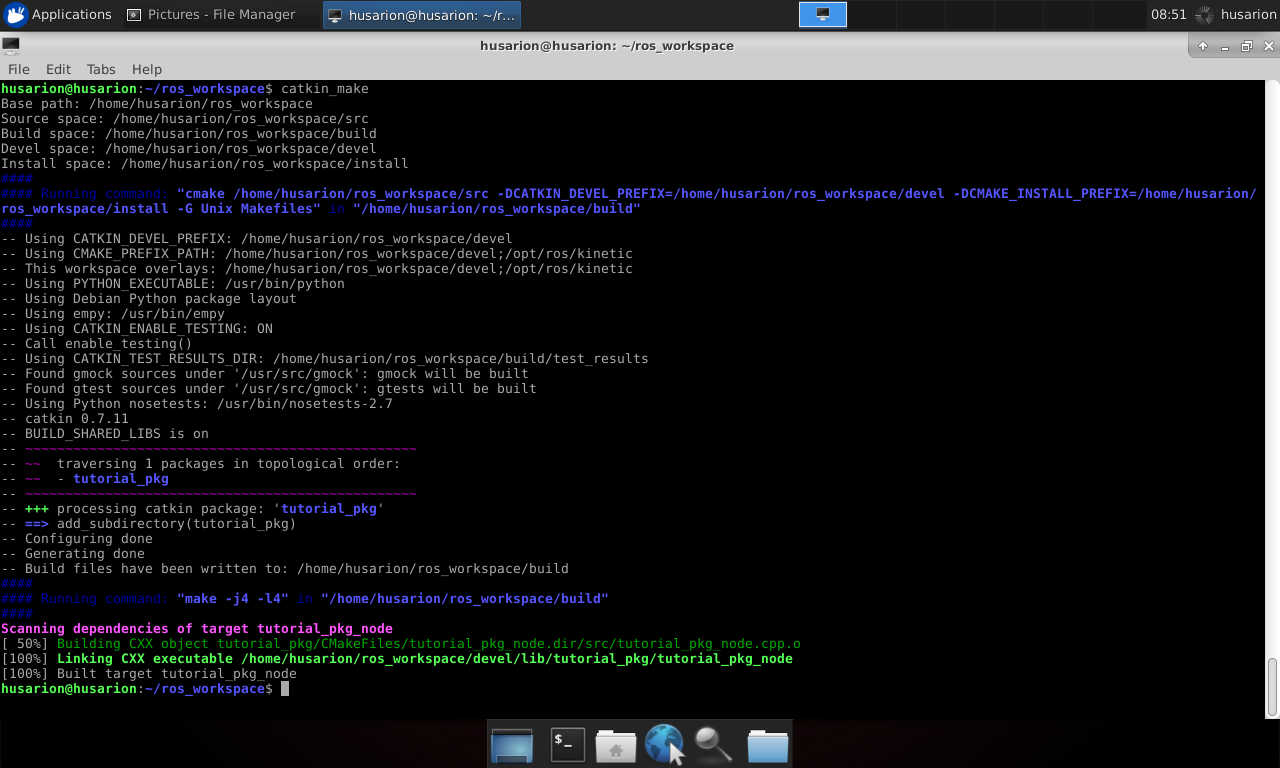 Applications
Pictures - File Manager
husarion@husarion: ~/r...
08:51
husarion
husarion@husarion: ~/ros_workspace
File Edit Tabs Help
husarion@husarion:~/ros_workspace$ catkin_make
Base path: /home/husarion/ros_workspace
Source space: /home/husarion/ros_workspace/src
Build space: /home/husarion/ros_workspace/build
Devel space: /home/husarion/ros_workspace/devel
Install space: /home/husarion/ros_workspace/install
####
#### Running command: "cmake /home/husarion/ros_workspace/src -DCATKIN_DEVEL_PREFIX=/home/husarion/ros_workspace/devel -DCMAKE_INSTALL_PREFIX=/home/husarion/
ros_workspace/install -G Unix Makefiles" in "/home/husarion/ros_workspace/build"
####
-- Using CATKIN_DEVEL_PREFIX: /home/husarion/ros_workspace/devel
-- Using CMAKE_PREFIX_PATH: /home/husarion/ros_workspace/devel;/opt/ros/kinetic
-- This workspace overlays: /home/husarion/ros_workspace/devel;/opt/ros/kinetic
-- Using PYTHON_EXECUTABLE: /usr/bin/python
-- Using Debian Python package layout
-- Using empy: /usr/bin/empy
-- Using CATKIN_ENABLE_TESTING: ON
-- Call enable_testing()
-- Using CATKIN_TEST_RESULTS_DIR: /home/husarion/ros_workspace/build/test_results
-- Found gmock sources under '/usr/src/gmock': gmock will be built
-- Found gtest sources under '/usr/src/gmock': gtests will be built
-- Using Python nosetests: /usr/bin/nosetests-2.7
-- catkin 0.7.11
-- BUILD_SHARED_LIBS is on
-- ~~~~~~~~~~~~~~~~~~~~~~~~~~~~~~~~~~~~~~~~~~~~~~~~~
-- ~~  traversing 1 packages in topological order:
-- ~~  - tutorial_pkg
-- ~~~~~~~~~~~~~~~~~~~~~~~~~~~~~~~~~~~~~~~~~~~~~~~~~
-- +++ processing catkin package: 'tutorial_pkg'
-- ==> add_subdirectory(tutorial_pkg)
-- Configuring done
-- Generating done
-- Build files have been written to: /home/husarion/ros_workspace/build
####
#### Running command: "make -j4 -l4" in "/home/husarion/ros_workspace/build"
####
Scanning dependencies of target tutorial_pkg_node
[ 50%] Building CXX object tutorial_pkg/CMakeFiles/tutorial_pkg_node.dir/src/tutorial_pkg_node.cpp.o
[100%] Linking CXX executable /home/husarion/ros_workspace/devel/lib/tutorial_pkg/tutorial_pkg_node
[100%] Built target tutorial_pkg_node
husarion@husarion:~/ros_workspace$
$_